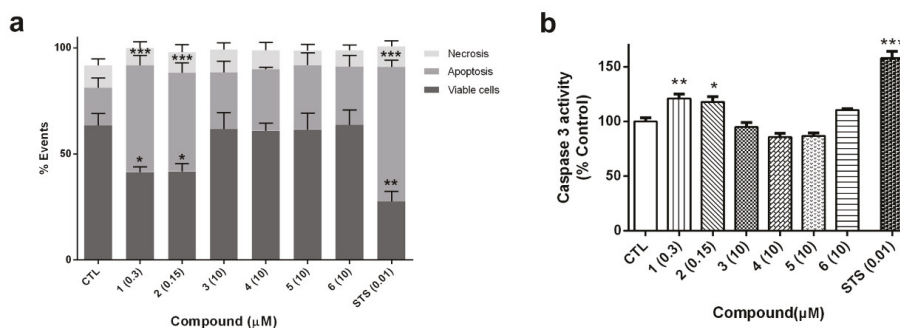 a
100
50
0
% Events
***
***
***
*
*
**
Necrosis
Apoptosis
Viable cells
CTL
1 (0.3)
2 (0.15)
3 (10)
4 (10)
5 (10)
6 (10)
STS (0.01)
Compound (µM)
b
150
100
50
0
Caspase 3 activity
(% Control)
**
*
***
CTL
1 (0.3)
2 (0.15)
3 (10)
4 (10)
5 (10)
6 (10)
STS (0.01)
Compound(µM)